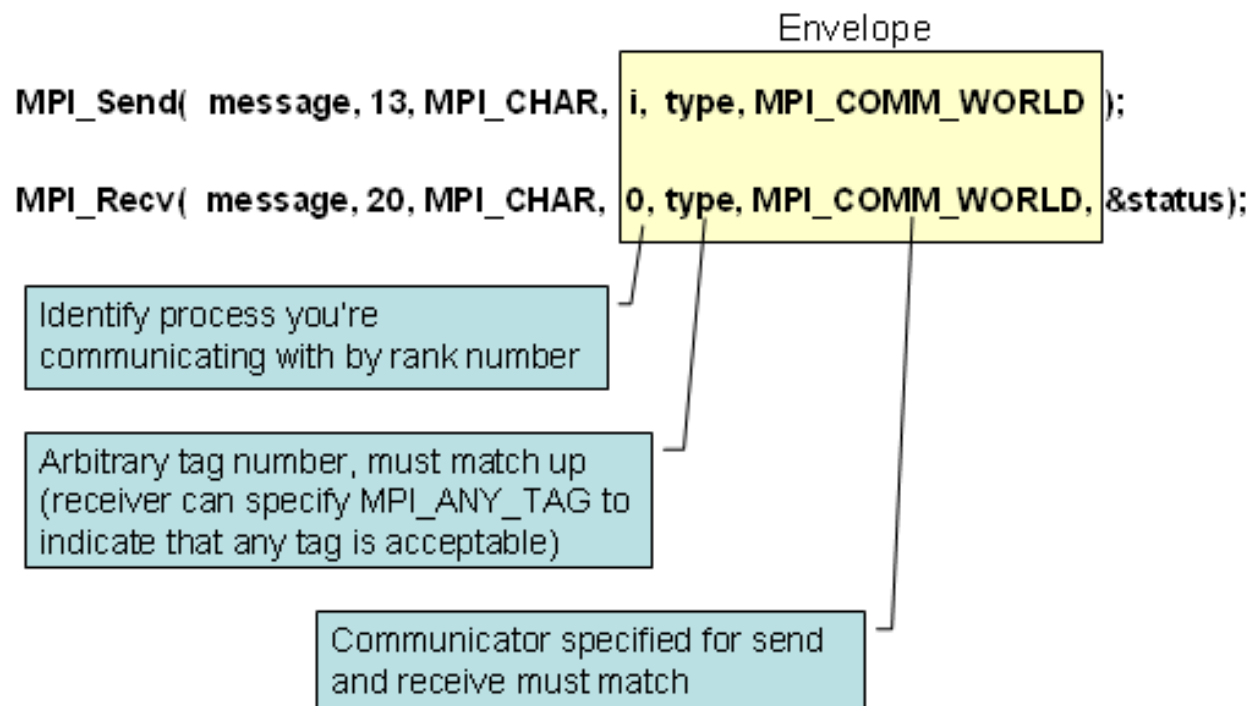 Envelope
MPI_Send( message, 13, MPI_CHAR, i, type, MPI_COMM_WORLD );
MPI_Recv( message, 20, MPI_CHAR, 0, type, MPI_COMM_WORLD, &status);
Identify process you're
communicating with by rank number
Arbitrary tag number, must match up
(receiver can specify MPI_ANY_TAG to
indicate that any tag is acceptable)
Communicator specified for send
and receive must match